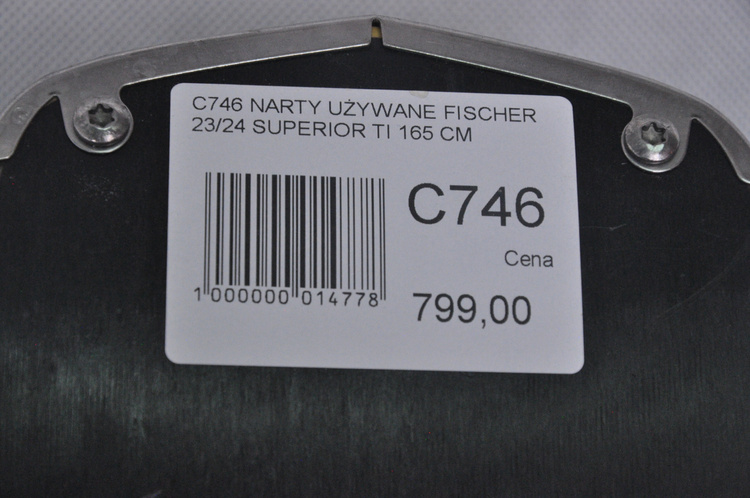 C746 NARTY UŻYWANE FISCHER
23/24 SUPERIOR TI 165 CM
C746
Cena
799,00
1 000000 014778